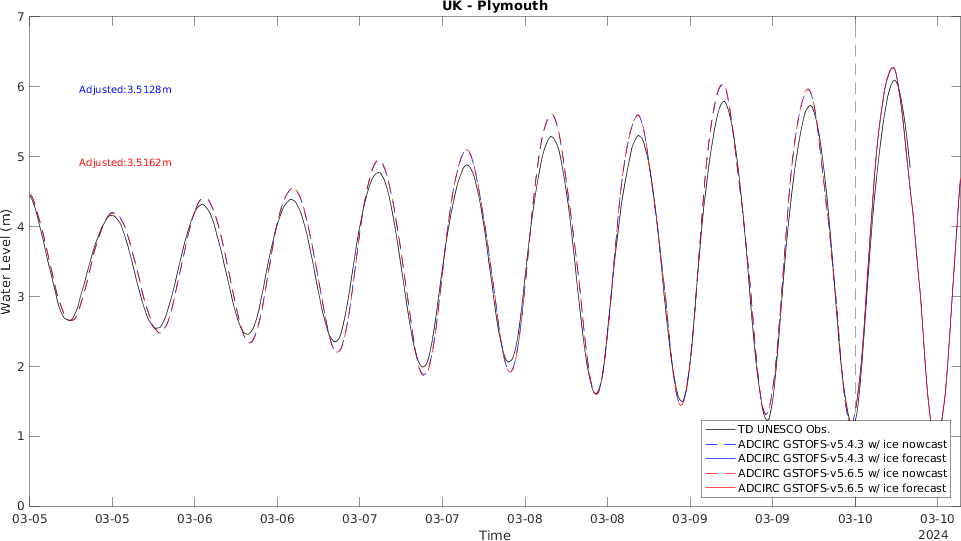 UK - Plymouth
7
6
5
4
3
2
1
0
Water Level (m)
Adjusted:3.5128m
Adjusted:3.5162m
TD UNESCO Obs.
ADCIRC GSTOFS-v5.4.3 w/ ice nowcast
ADCIRC GSTOFS-v5.4.3 w/ ice forecast
ADCIRC GSTOFS-v5.6.5 w/ ice nowcast
ADCIRC GSTOFS-v5.6.5 w/ ice forecast
03-05 03-05 03-06 03-06 03-07 03-07 03-08 03-08 03-09 03-09 03-10 03-10
Time
2024